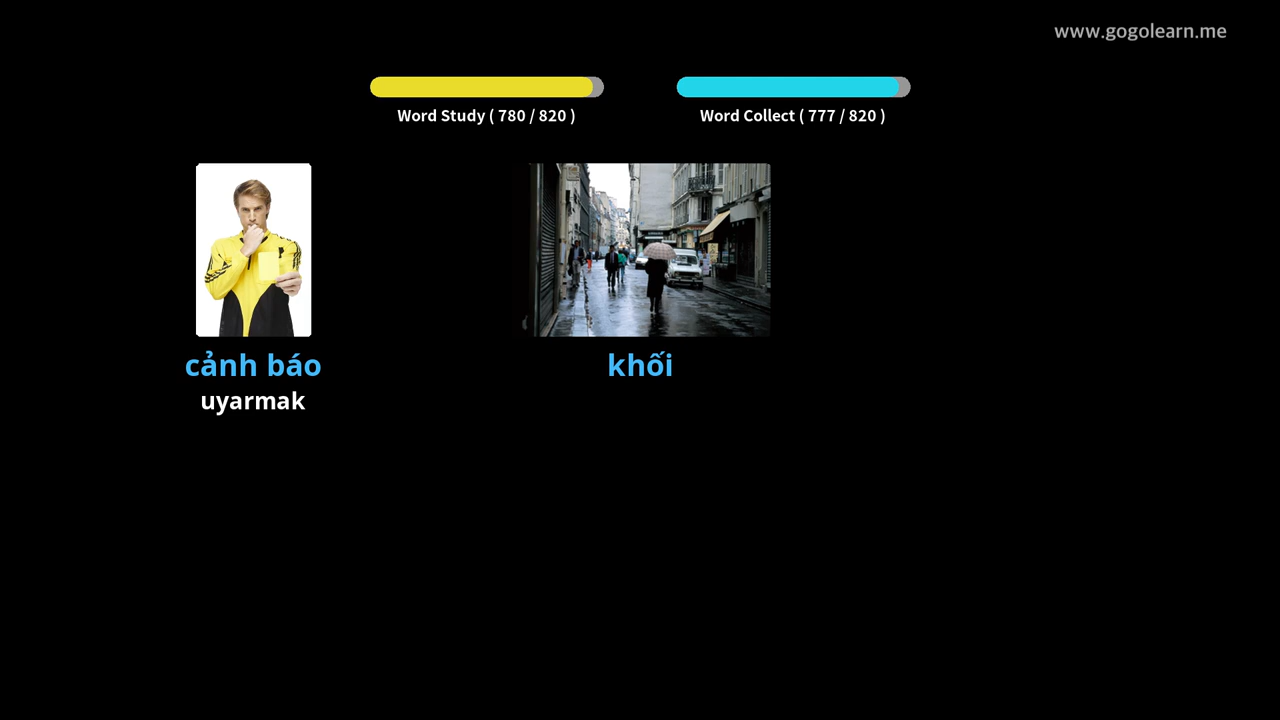 www.gogolearn.me
Word Study ( 780 / 820 )
Word Collect ( 777 / 820 )
cảnh báo
uyarmak
khối